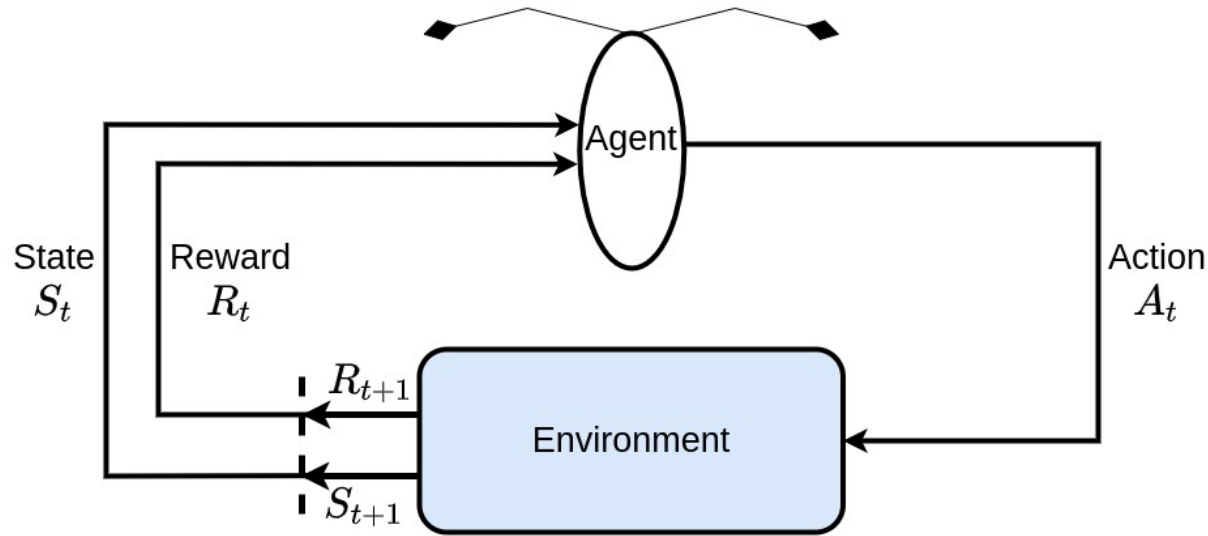 Agent
State
S_t
Reward
R_t
Action
A_t
R_{t+1}
Environment
S_{t+1}